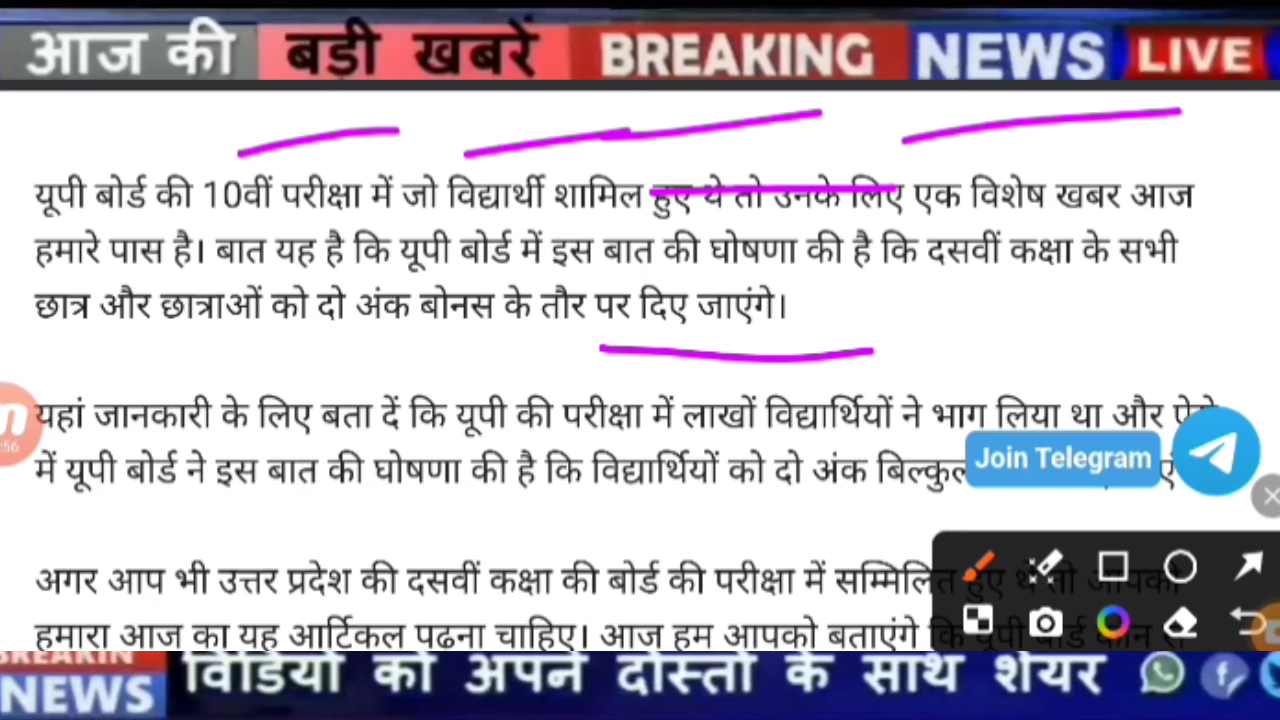 आज की बडी खबरें BREAKING NEWS LIVE
यूपी बोर्ड की 10वीं परीक्षा में जो विद्यार्थी शामिल हुए थे तो उनके लिए एक विशेष खबर आज
हमारे पास है। बात यह है कि यूपी बोर्ड में इस बात की घोषणा की है कि दसवीं कक्षा के सभी
छात्र और छात्राओं को दो अंक बोनस के तौर पर दिए जाएंगे।
यहां जानकारी के लिए बता दें कि यूपी की परीक्षा में लाखों विद्यार्थियों ने भाग लिया था और
में यूपी बोर्ड ने इस बात की घोषणा की है कि विद्यार्थियों को दो अंक बिल्कुल
Join Telegram
अगर आप भी उत्तर प्रदेश की दसवीं कक्षा की बोर्ड की परीक्षा में सम्मिलित हुए थे तो आपको
हमारा आज का यह आर्टिकल पढना चाहिए। आज हम आपको बताएंगे कि यूपी बोर्ड
NEWS विडियो को अपने दोस्तो के साथ शेयर